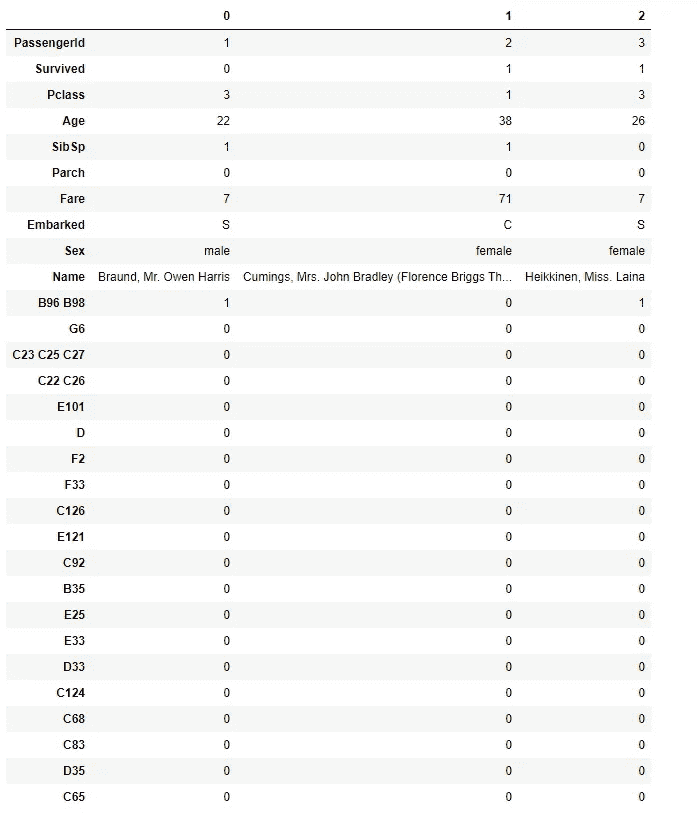 0 1 2
PassengerId 1 2 3
Survived 0 1 1
Pclass 3 1 3
Age 22 38 26
SibSp 1 1 0
Parch 0 0 0
Fare 7 71 7
Embarked S C S
Sex male female female
Name Braund, Mr. Owen Harris Cumings, Mrs. John Bradley (Florence Briggs Th... Heikkinen, Miss. Laina
B96 B98 1 0 1
G6 0 0 0
C23 C25 C27 0 0 0
C22 C26 0 0 0
E101 0 0 0
D 0 0 0
F2 0 0 0
F33 0 0 0
C126 0 0 0
E121 0 0 0
C92 0 0 0
B35 0 0 0
E25 0 0 0
E33 0 0 0
D33 0 0 0
C124 0 0 0
C68 0 0 0
C83 0 0 0
D35 0 0 0
C65 0 0 0